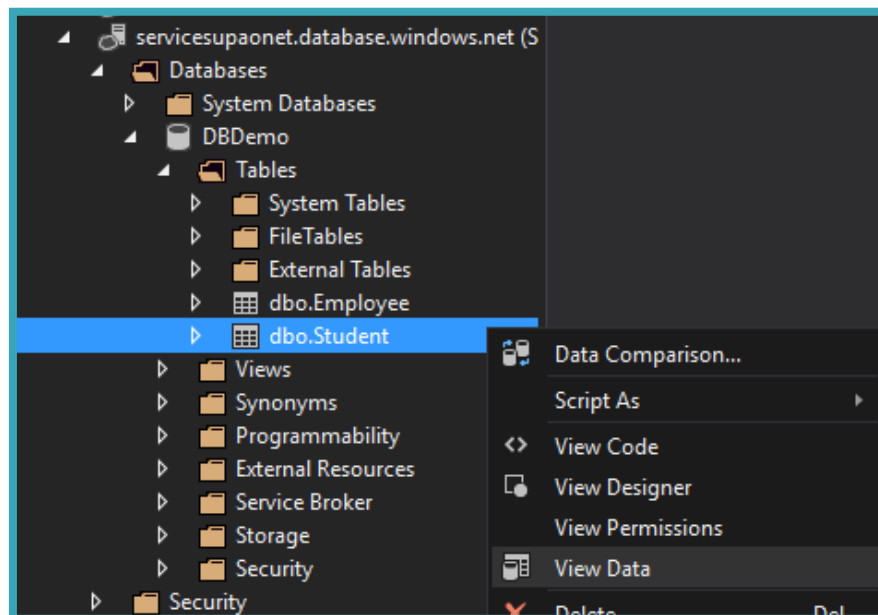 servicesupaonet.database.windows.net (S
Databases
System Databases
DBDemo
Tables
System Tables
FileTables
External Tables
dbo.Employee
dbo.Student
Views
Synonyms
Programmability
External Resources
Service Broker
Storage
Security
Security
Data Comparison...
Script As
View Code
View Designer
View Permissions
View Data
Delete Del